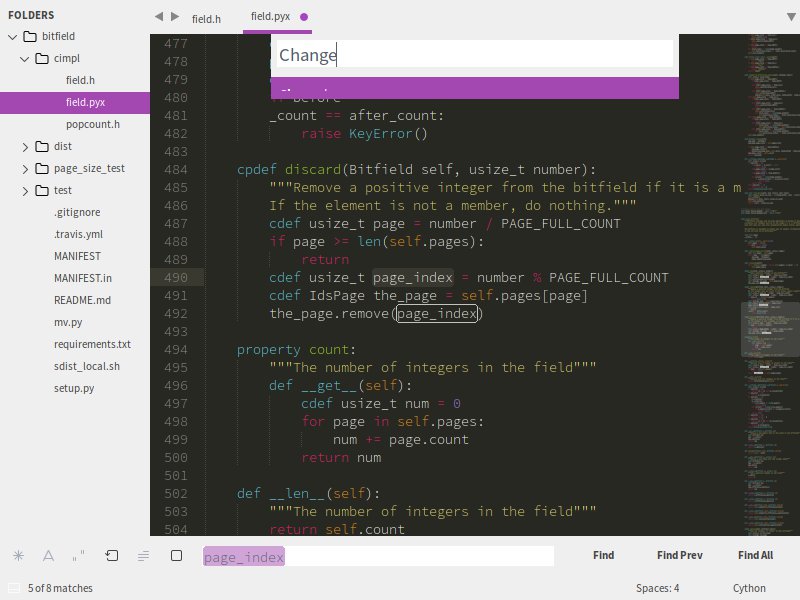 FOLDERS
bitfield
cimpl
field.h
field.pyx
popcount.h
dist
page_size_test
test
.gitignore
.travis.yml
MANIFEST
MANIFEST.in
README.md
mv.py
requirements.txt
sdist_local.sh
setup.py
field.h
field.pyx
Change
477
478
479
480
481 _count == after_count:
482 raise KeyError()
483
484 cpdef discard(Bitfield self, usize_t number):
485 """Remove a positive integer from the bitfield if it is a m
486 If the element is not a member, do nothing."""
487 cdef usize_t page = number / PAGE_FULL_COUNT
488 if page >= len(self.pages):
489 return
490 cdef usize_t page_index = number % PAGE_FULL_COUNT
491 cdef IdsPage the_page = self.pages[page]
492 the_page.remove(page_index)
493
494 property count:
495 """The number of integers in the field"""
496 def __get__(self):
497 cdef usize_t num = 0
498 for page in self.pages:
499 num += page.count
500 return num
501
502 def __len__(self):
503 """The number of integers in the field"""
504 return self.count
page_index
Find
Find Prev
Find All
5 of 8 matches
Spaces: 4
Cython